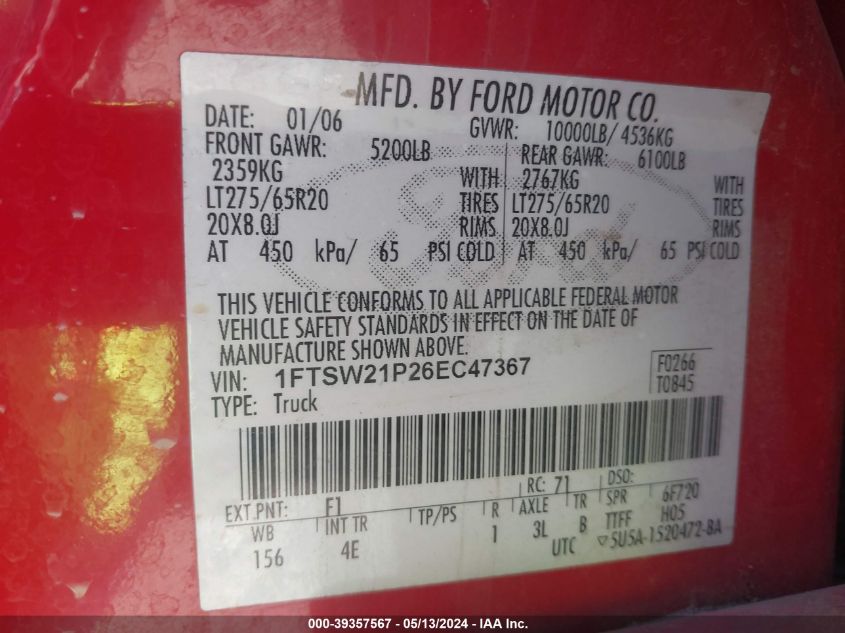 MFD. BY FORD MOTOR CO.
DATE: 01/06 GVWR: 10000LB/ 4536KG
FRONT GAWR: 5200LB REAR GAWR: 6100LB
2359KG WITH 2767KG WITH
LT275/65R20 TIRES LT275/65R20 TIRES
20X8.0J RIMS 20X8.0J RIMS
AT 450 kPa/ 65 PSI COLD AT 450 kPa/ 65 PSI COLD
Ford
THIS VEHICLE CONFORMS TO ALL APPLICABLE FEDERAL MOTOR
VEHICLE SAFETY STANDARDS IN EFFECT ON THE DATE OF
MANUFACTURE SHOWN ABOVE.
VIN: 1FTSW21P26EC47367 F0266
TYPE: Truck T0845
EXT PNT: F1 RC: 71 DSO:
WB INT TR TP/PS R AXLE TR SPR 6F720
156 4E 1 3L B TTFF H05
UTC ▽5U5A-1520472-BA
000-39357567 - 05/13/2024 - IAA Inc.